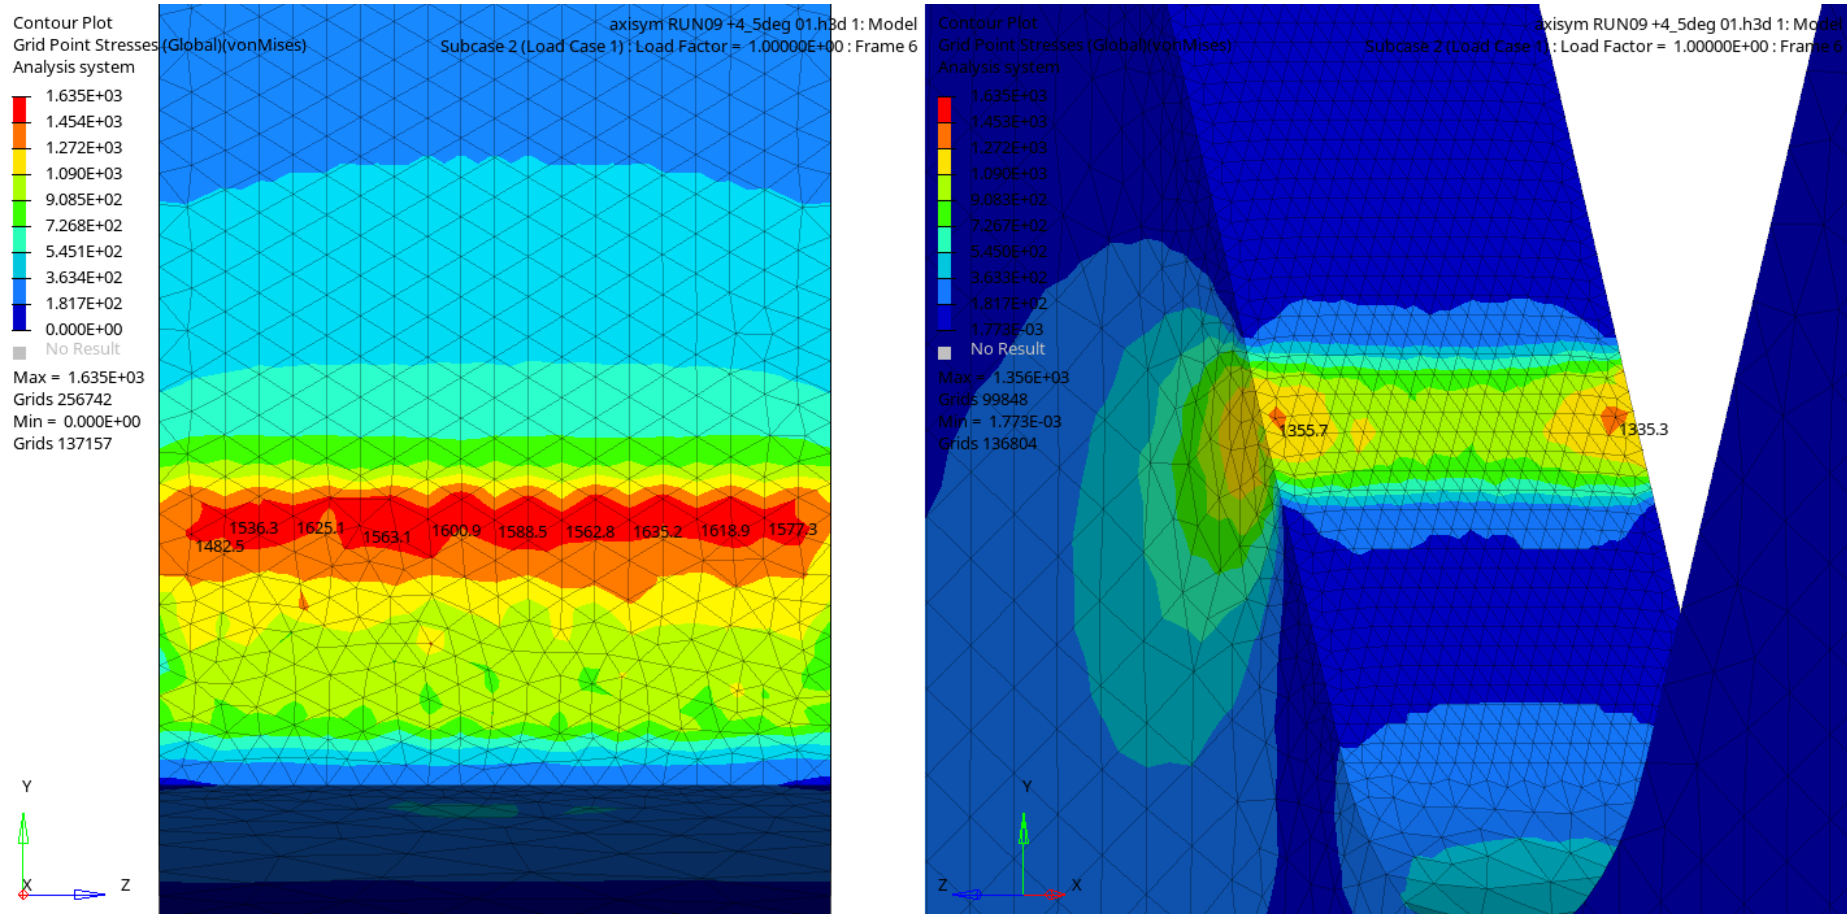 Contour Plot
Grid Point Stresses (Global)(vonMises)
Analysis system
axisym RUN09 +4_5deg 01.h3d 1: Model
Subcase 2 (Load Case 1) : Load Factor = 1.00000E+00 : Frame 6
1.635E+03
1.454E+03
1.272E+03
1.090E+03
9.085E+02
7.268E+02
5.451E+02
3.634E+02
1.817E+02
0.000E+00
No Result
Max = 1.635E+03
Grids 256742
Min = 0.000E+00
Grids 137157
1482.5
1536.3
1625.1
1563.1
1600.9
1588.5
1562.8
1635.2
1618.9
1577.3
Y
X
Z
Contour Plot
Grid Point Stresses (Global)(vonMises)
Analysis system
axisym RUN09 +4_5deg 01.h3d 1: Model
Subcase 2 (Load Case 1) : Load Factor = 1.00000E+00 : Frame 6
1.635E+03
1.453E+03
1.272E+03
1.090E+03
9.083E+02
7.267E+02
5.450E+02
3.633E+02
1.817E+02
1.773E-03
No Result
Max = 1.356E+03
Grids 99848
Min = 1.773E-03
Grids 136804
1355.7
1335.3
Y
Z
X